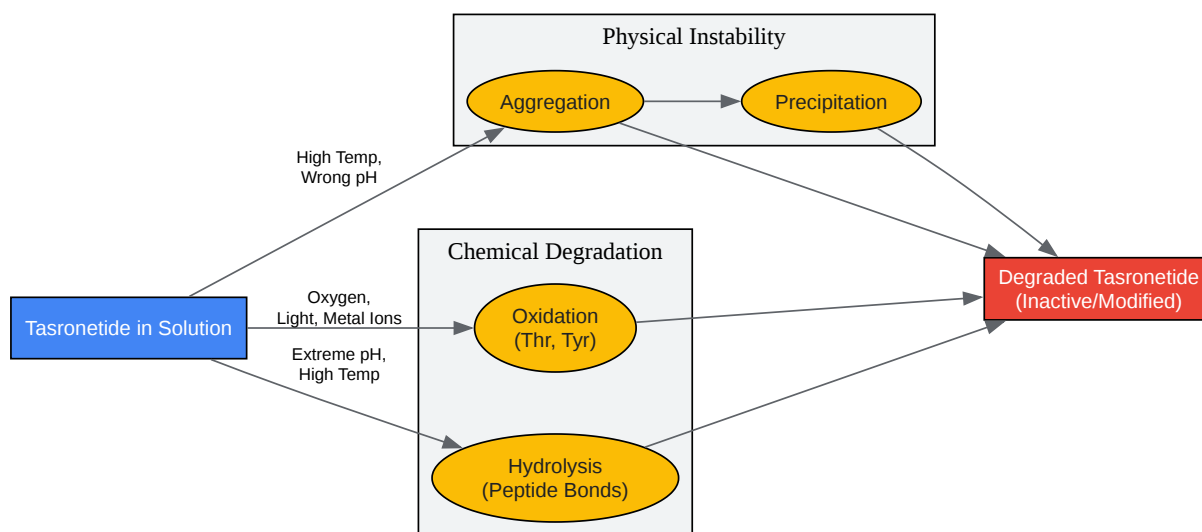 Physical Instability
Aggregation
Precipitation
High Temp,
Wrong pH
Chemical Degradation
Tasronetide in Solution
Oxygen,
Light, Metal Ions
Oxidation
(Thr, Tyr)
Degraded Tasronetide
(Inactive/Modified)
Extreme pH,
High Temp
Hydrolysis
(Peptide Bonds)